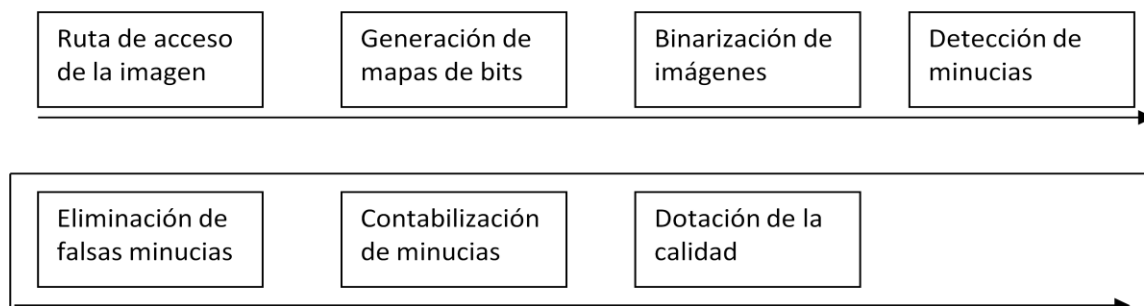 Ruta de acceso
de la imagen
Generación de
mapas de bits
Binarización de
imágenes
Detección de
minucias
Eliminación de
falsas minucias
Contabilización
de minucias
Dotación de la
calidad